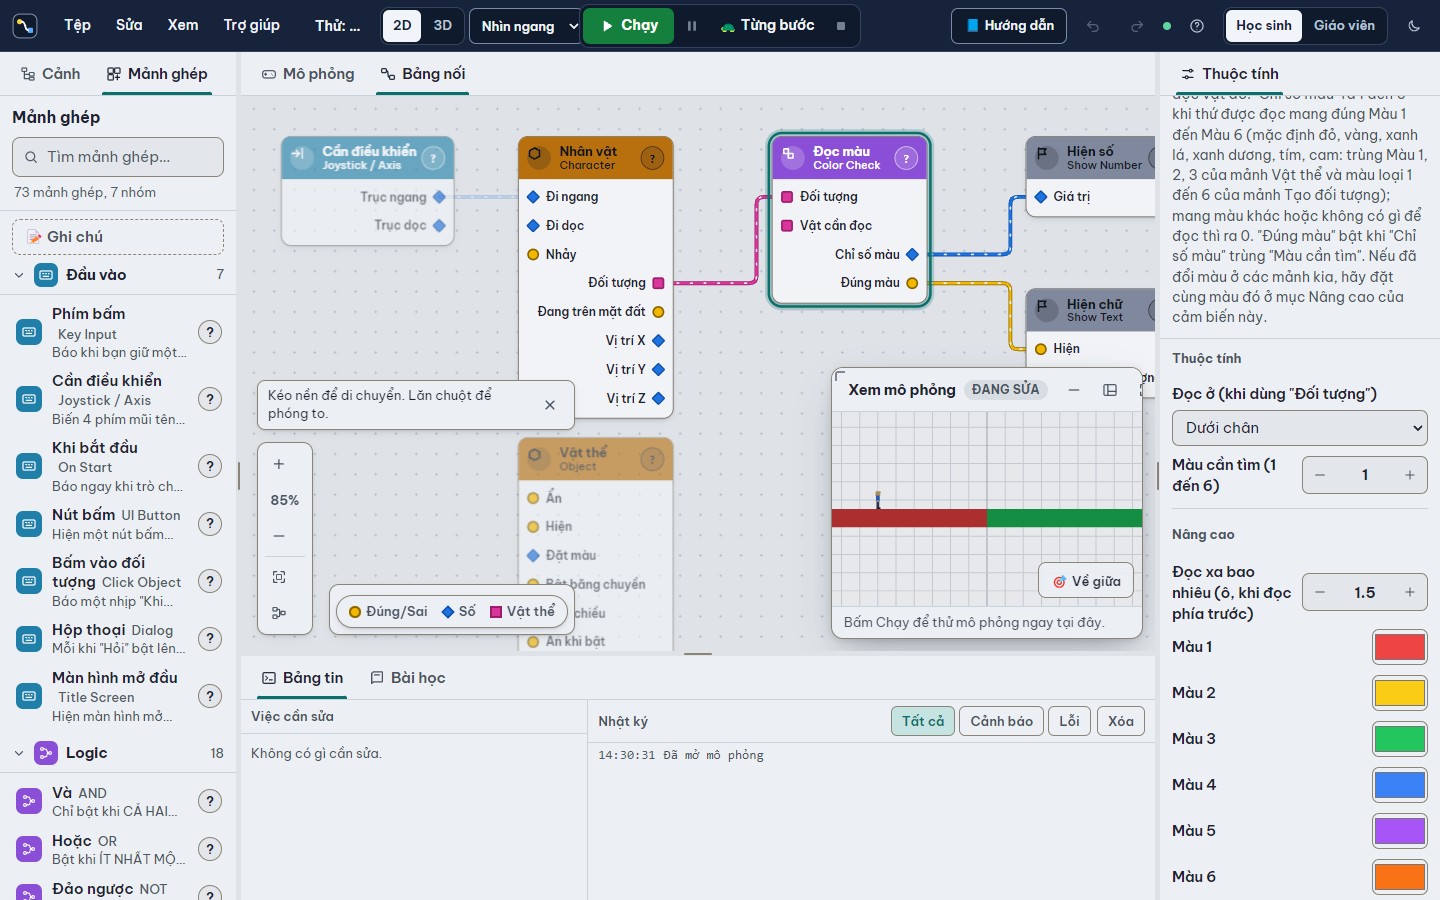 Tệp
Sửa
Xem
Trợ giúp
Thử: ...
2D
3D
Nhìn ngang
Chạy
Từng bước
Hướng dẫn
Học sinh
Giáo viên
Cảnh
Mảnh ghép
Mảnh ghép
Tìm mảnh ghép...
73 mảnh ghép, 7 nhóm
Ghi chú
Đầu vào
7
Phím bấm
Key Input
Báo khi bạn giữ một...
?
Cần điều khiển
Joystick / Axis
Biến 4 phím mũi tên...
?
Khi bắt đầu
On Start
Báo ngay khi trò ch...
?
Nút bấm UI Button
Hiện một nút bấm...
?
Bấm vào đối
tượng Click Object
Báo một nhịp "Khi...
?
Hộp thoại Dialog
Mỗi khi "Hỏi" bật lên...
?
Màn hình mở đầu
Title Screen
Hiện màn hình mở...
?
Logic
18
Và AND
Chỉ bật khi CẢ HAI...
?
Hoặc OR
Bật khi ÍT NHẤT MỘ...
?
Đảo ngược NOT
?
Mô phỏng
Bảng nối
Cần điều khiển
Joystick / Axis
?
Trục ngang
Trục dọc
Nhân vật
Character
?
Đi ngang
Đi dọc
Nhảy
Đối tượng
Đang trên mặt đất
Vị trí X
Vị trí Y
Vị trí Z
Đọc màu
Color Check
?
Đối tượng
Vật cần đọc
Chỉ số màu
Đúng màu
Hiện số
Show Number
Giá trị
Hiện chữ
Show Text
Hiện
Kéo nền để di chuyển. Lăn chuột để
phóng to.
85%
Vật thể
Object
?
Ẩn
Hiện
Đặt màu
Bật băng chuyền
chiều
Ẩn khi bật
Đúng/Sai
Số
Vật thể
Xem mô phỏng
ĐANG SỬA
Về giữa
Bấm Chạy để thử mô phỏng ngay tại đây.
Bảng tin
Bài học
Việc cần sửa
Không có gì cần sửa.
Nhật ký
Tất cả
Cảnh báo
Lỗi
Xóa
14:30:31 Đã mở mô phỏng
Thuộc tính
khi thứ được đọc mang đúng Màu 1
đến Màu 6 (mặc định đỏ, vàng, xanh
lá, xanh dương, tím, cam: trùng Màu 1,
2, 3 của mảnh Vật thể và màu loại 1
đến 6 của mảnh Tạo đối tượng);
mang màu khác hoặc không có gì để
đọc thì ra 0. "Đúng màu" bật khi "Chỉ
số màu" trùng "Màu cần tìm". Nếu đã
đổi màu ở các mảnh kia, hãy đặt
cùng màu đó ở mục Nâng cao của
cảm biến này.
Thuộc tính
Đọc ở (khi dùng "Đối tượng")
Dưới chân
Màu cần tìm (1
đến 6)
1
Nâng cao
Đọc xa bao
nhiêu (ô, khi đọc
phía trước)
1.5
Màu 1
Màu 2
Màu 3
Màu 4
Màu 5
Màu 6